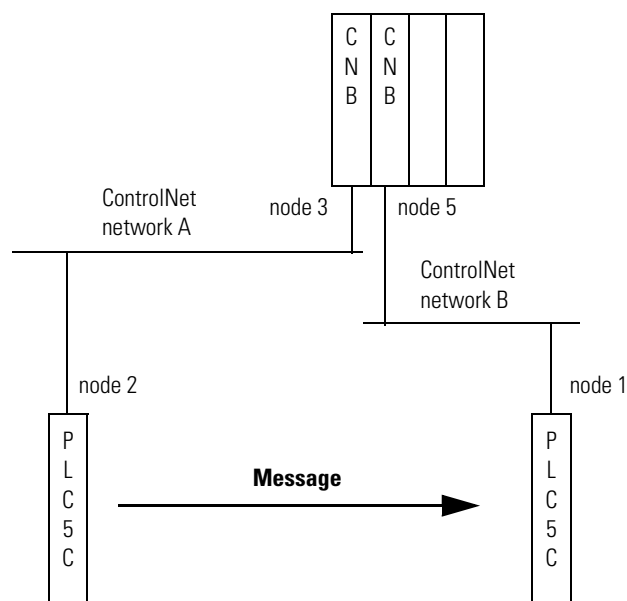 C
N
B
C
N
B
ControlNet
network A
node 3
node 5
ControlNet
network B
node 2
node 1
P
L
C
5
C
Message
P
L
C
5
C